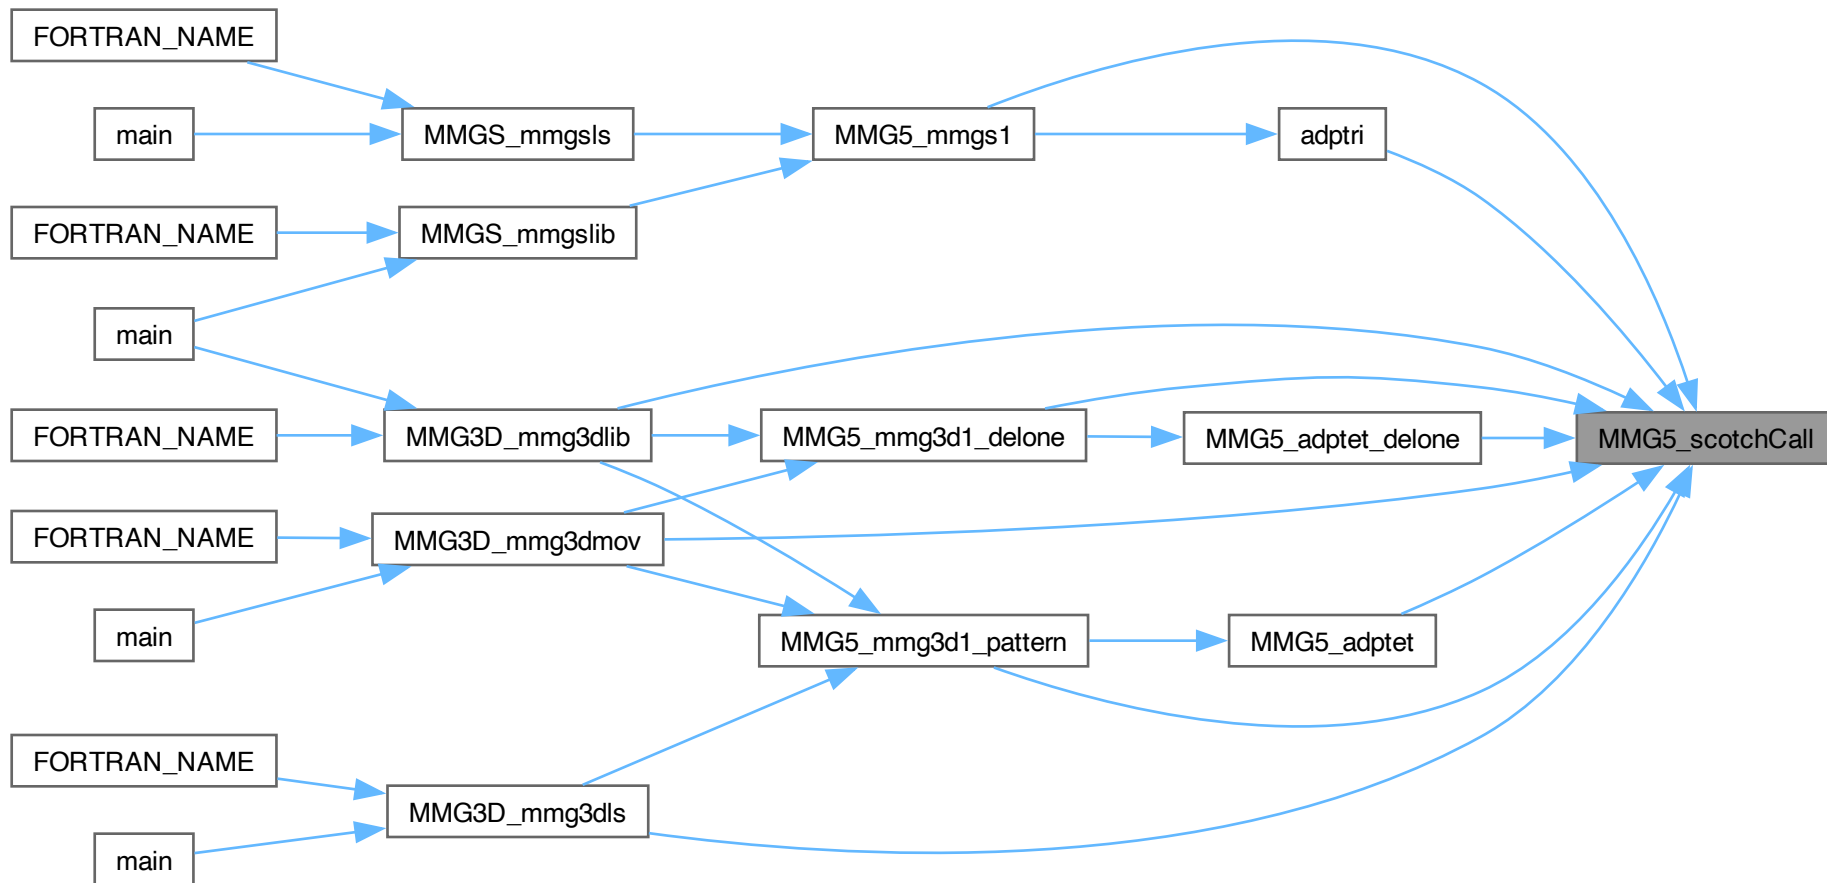 FORTRAN_NAME
main
MMGS_mmgsls
MMG5_mmgs1
adptri
FORTRAN_NAME
MMGS_mmgslib
main
FORTRAN_NAME
MMG3D_mmg3dlib
MMG5_mmg3d1_delone
MMG5_adptet_delone
MMG5_scotchCall
FORTRAN_NAME
MMG3D_mmg3dmov
main
MMG5_mmg3d1_pattern
MMG5_adptet
FORTRAN_NAME
MMG3D_mmg3dls
main